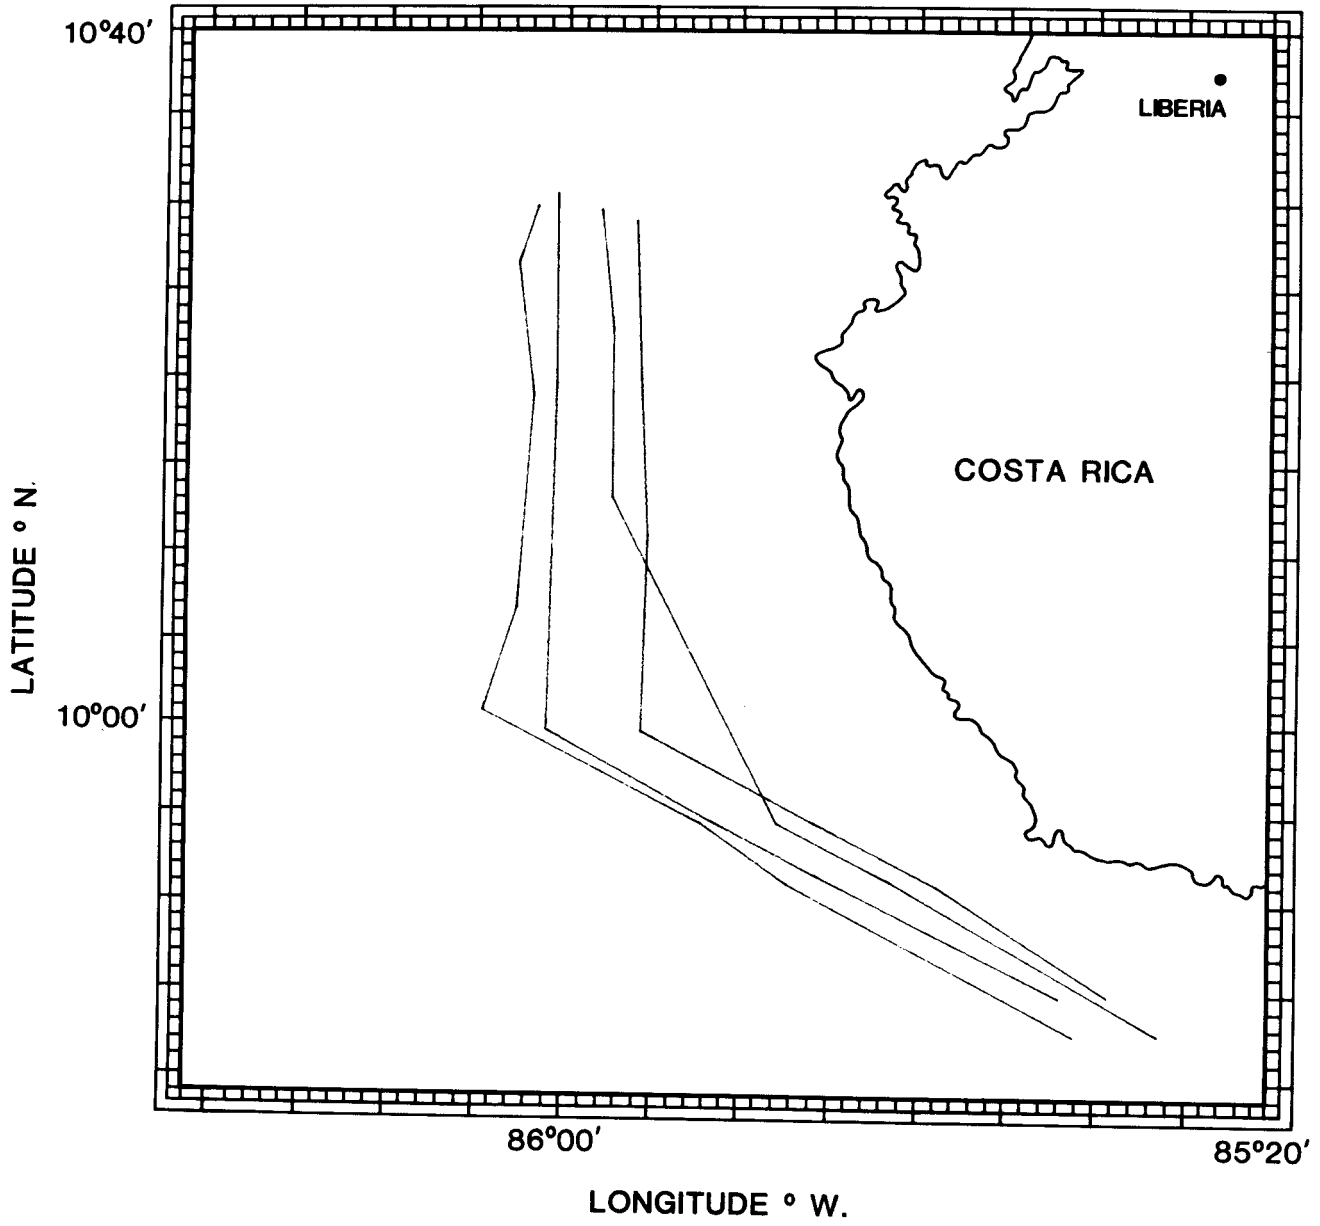 10°40'
LIBERIA
COSTA RICA
LATITUDE ° N.
10°00'
86°00'
85°20'
LONGITUDE ° W.